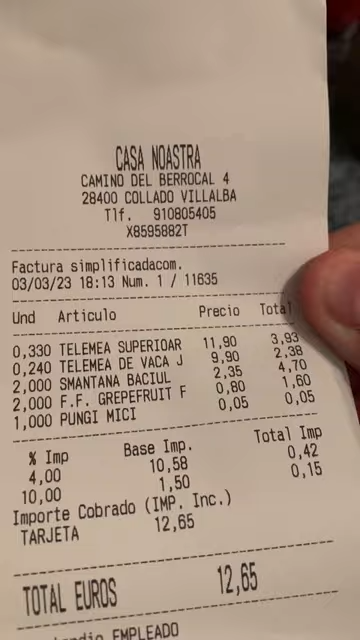 CASA NOASTRA
CAMINO DEL BERROCAL 4
28400 COLLADO VILLALBA
Tlf. 910805405
X8595882T
Factura simplificadacom.
03/03/23 18:13 Num. 1 / 11635
Und Articulo Precio Total
0,330 TELEMEA SUPERIOAR 11,90 3,93
0,240 TELEMEA DE VACA J 9,90 2,38
2,000 SMANTANA BACIUL 2,35 4,70
2,000 F.F. GREPEFRUIT F 0,80 1,60
1,000 PUNGI MICI 0,05 0,05
% Imp Base Imp. Total Imp
4,00 10,58 0,42
10,00 1,50 0,15
Importe Cobrado (IMP. Inc.)
TARJETA 12,65
TOTAL EUROS 12,65
EMPLEADO